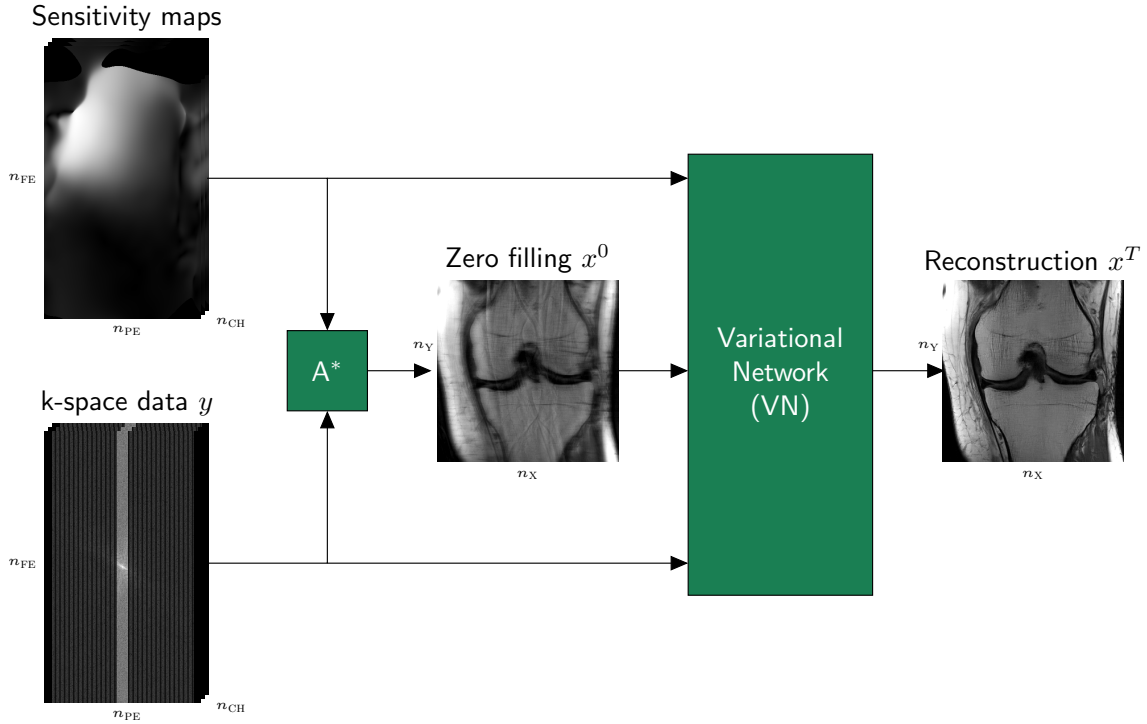 Sensitivity maps
n_FE
n_PE
n_CH
k-space data y
n_FE
n_PE
n_CH
A*
Zero filling x^0
n_Y
n_X
Variational
Network
(VN)
Reconstruction x^T
n_Y
n_X